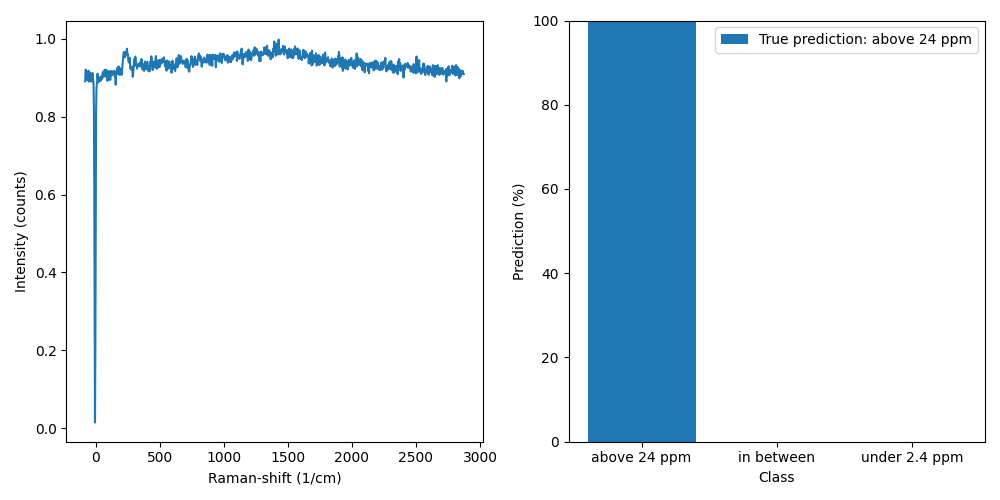 1.0
0.8
0.6
0.4
0.2
0.0
0
500
1000
1500
2000
2500
3000
Raman-shift (1/cm)
Intensity (counts)
100
80
60
40
20
0
True prediction: above 24 ppm
above 24 ppm
in between
under 2.4 ppm
Class
Prediction (%)